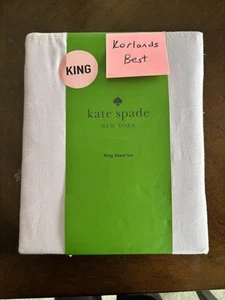 KING
Korlands
Best
kate spade
NEW YORK
King Sheet Set